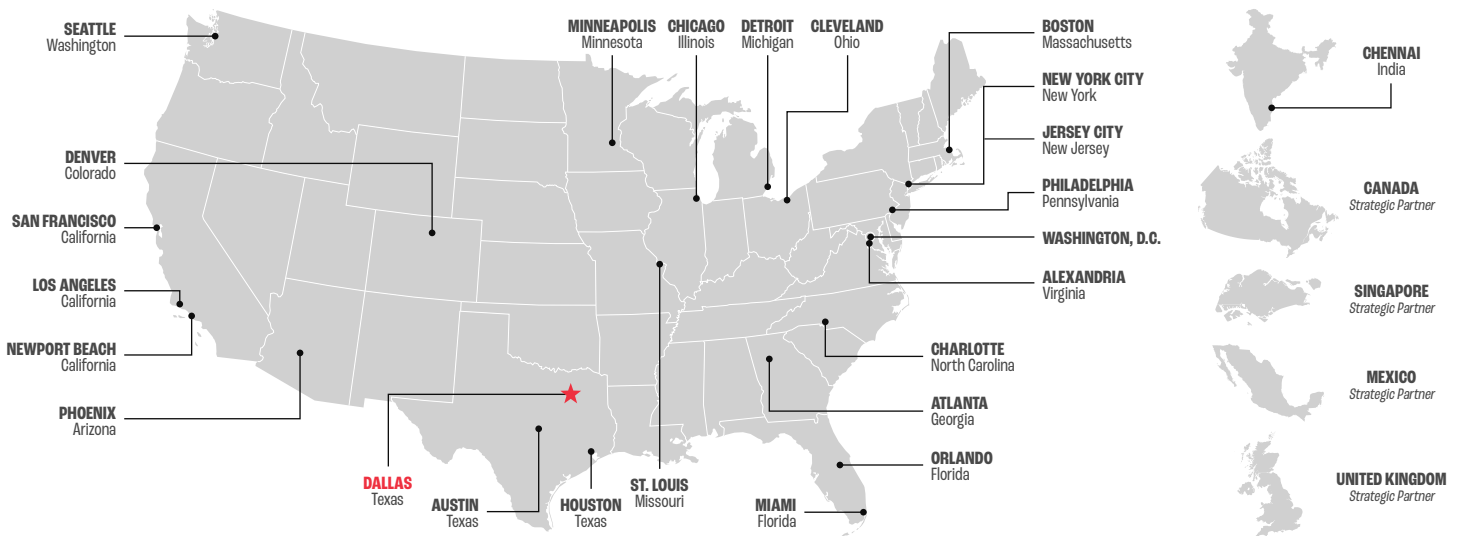 SEATTLE
Washington
DENVER
Colorado
SAN FRANCISCO
California
LOS ANGELES
California
NEWPORT BEACH
California
PHOENIX
Arizona
DALLAS
Texas
AUSTIN
Texas
HOUSTON
Texas
ST. LOUIS
Missouri
MINNEAPOLIS
Minnesota
CHICAGO
Illinois
DETROIT
Michigan
CLEVELAND
Ohio
BOSTON
Massachusetts
NEW YORK CITY
New York
JERSEY CITY
New Jersey
PHILADELPHIA
Pennsylvania
WASHINGTON, D.C.
ALEXANDRIA
Virginia
CHARLOTTE
North Carolina
ATLANTA
Georgia
ORLANDO
Florida
MIAMI
Florida
CHENNAI
India
CANADA
Strategic Partner
SINGAPORE
Strategic Partner
MEXICO
Strategic Partner
UNITED KINGDOM
Strategic Partner